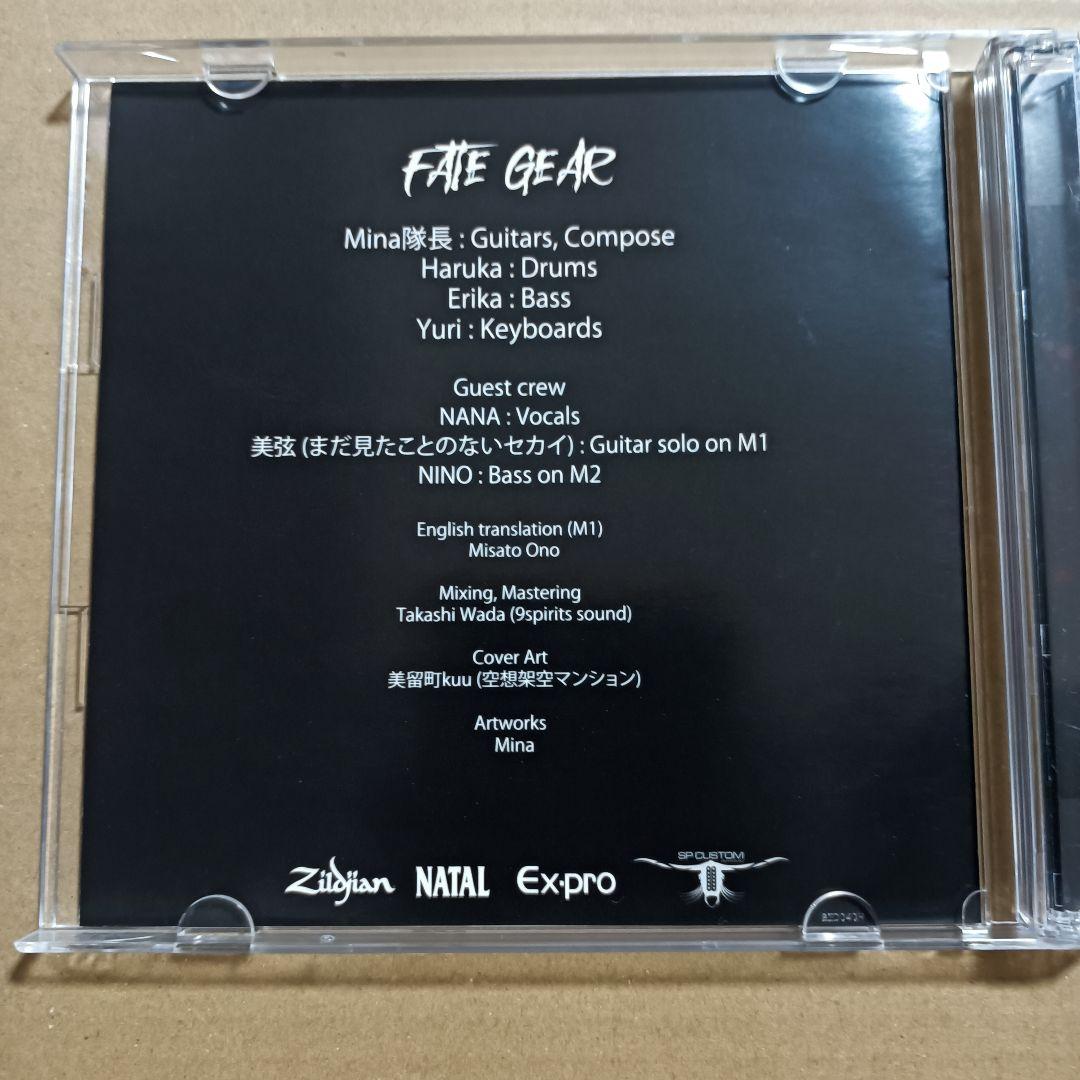 FATE GEAR
Mina隊長 : Guitars, Compose
Haruka : Drums
Erika : Bass
Yuri : Keyboards
Guest crew
NANA : Vocals
美弦 (まだ見たことのないセカイ) : Guitar solo on M1
NINO : Bass on M2
English translation (M1)
Misato Ono
Mixing, Mastering
Takashi Wada (9spirits sound)
Cover Art
美留町kuu (空想架空マンション)
Artworks
Mina
Zildjian NATAL Ex-pro SP CUSTOM